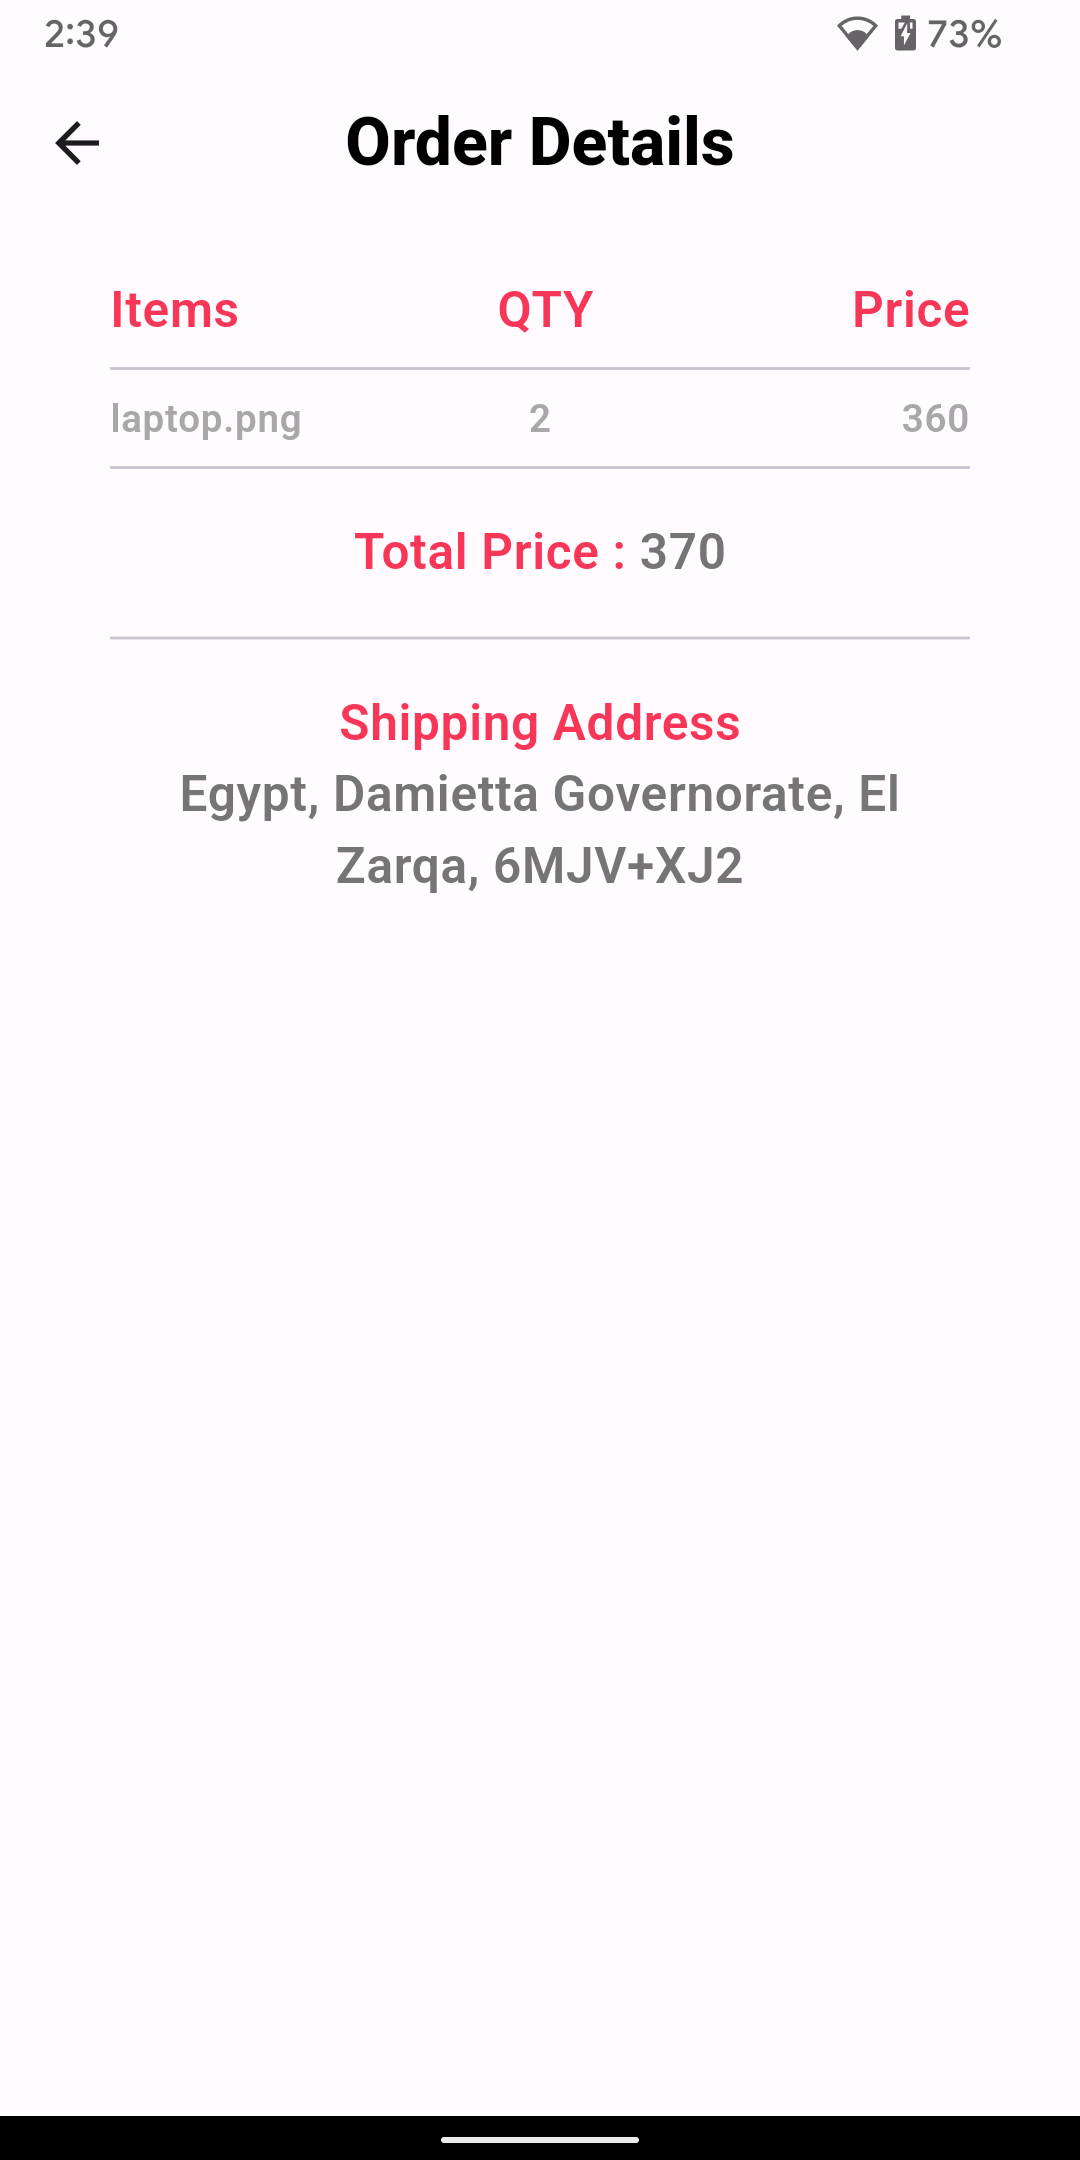 2:39 73%
Order Details
Items QTY Price
laptop.png 2 360
Total Price : 370
Shipping Address
Egypt, Damietta Governorate, El
Zarqa, 6MJV+XJ2